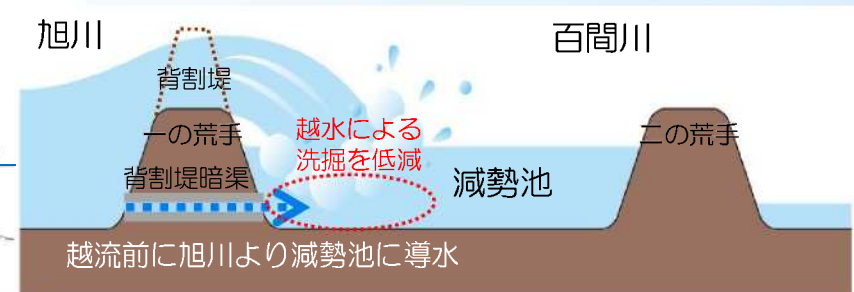 旭川
百間川
背割堤
一の荒手
越水による
洗掘を低減
二の荒手
背割堤暗渠
減勢池
越流前に旭川より減勢池に導水